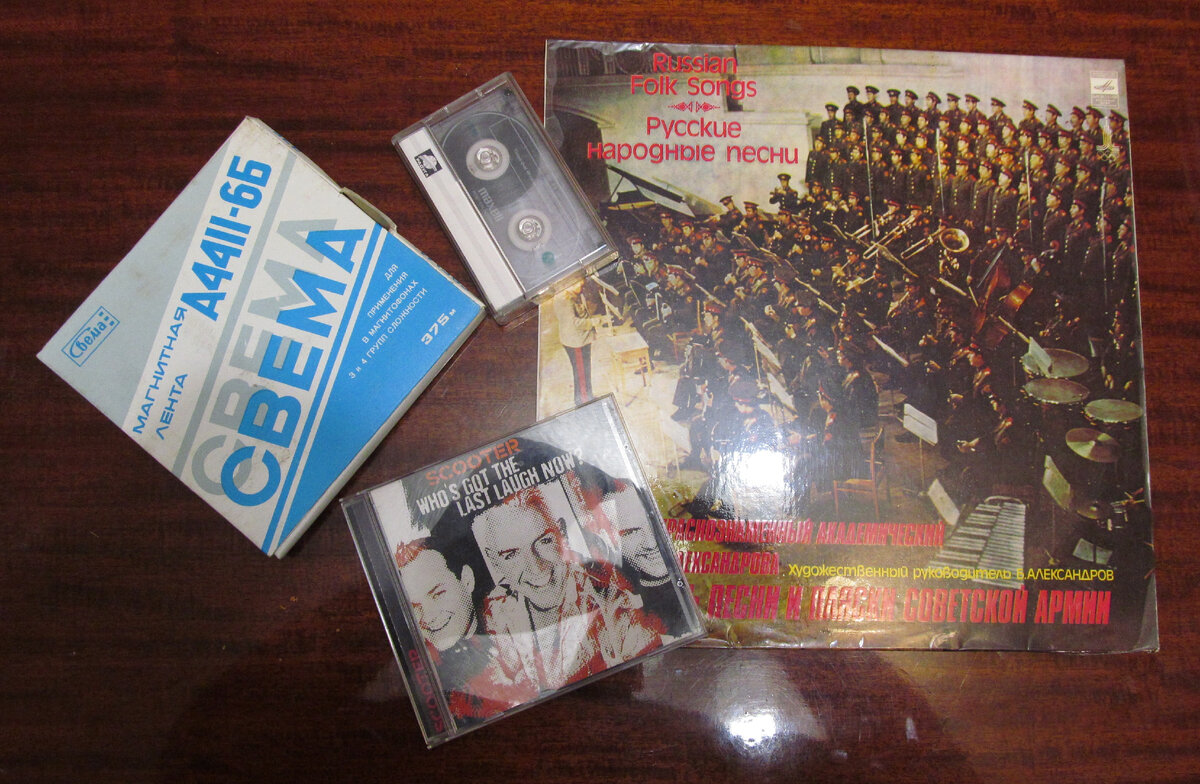 Свема
МАГНИТНАЯ
ЛЕНТА
А4411-6Б
СВЕМА
СВЕМА
ДЛЯ
ПРИМЕНЕНИЯ
В МАГНИТОФОНАХ
3 и 4 ГРУПП СЛОЖНОСТИ
375 м
maxell
SCOOTER
WHO'S GOT THE
LAST LAUGH NOW?
SCOOTER
Russian
Folk Songs
Русские
народные песни
АКАДЕМИЧЕСКИЙ
АЛЕКСАНДРОВА
Художественный руководитель Б.АЛЕКСАНДРОВ
ПЕСНИ И ПЛЯСКИ СОВЕТСКОЙ АРМИИ